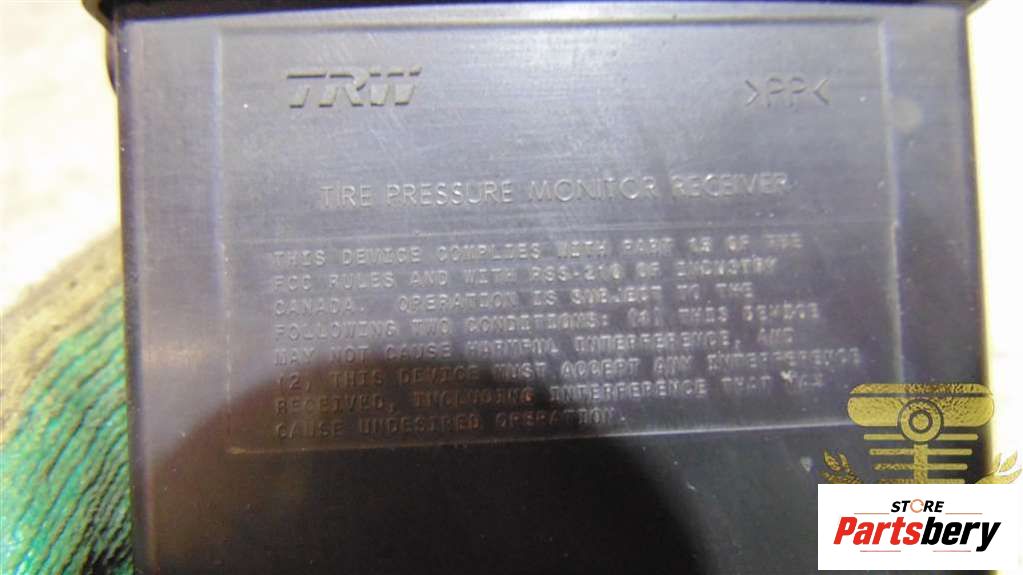 TRW
>PP<
TIRE PRESSURE MONITOR RECEIVER
THIS DEVICE COMPLIES WITH PART 15 OF THE
FCC RULES AND WITH RSS-210 OF INDUSTRY
CANADA. OPERATION IS SUBJECT TO THE
FOLLOWING TWO CONDITIONS: (1) THIS DEVICE
MAY NOT CAUSE HARMFUL INTERFERENCE, AND
(2) THIS DEVICE MUST ACCEPT ANY INTERFERENCE
RECEIVED, INCLUDING INTERFERENCE THAT MAY
CAUSE UNDESIRED OPERATION.
STORE
Partsbery